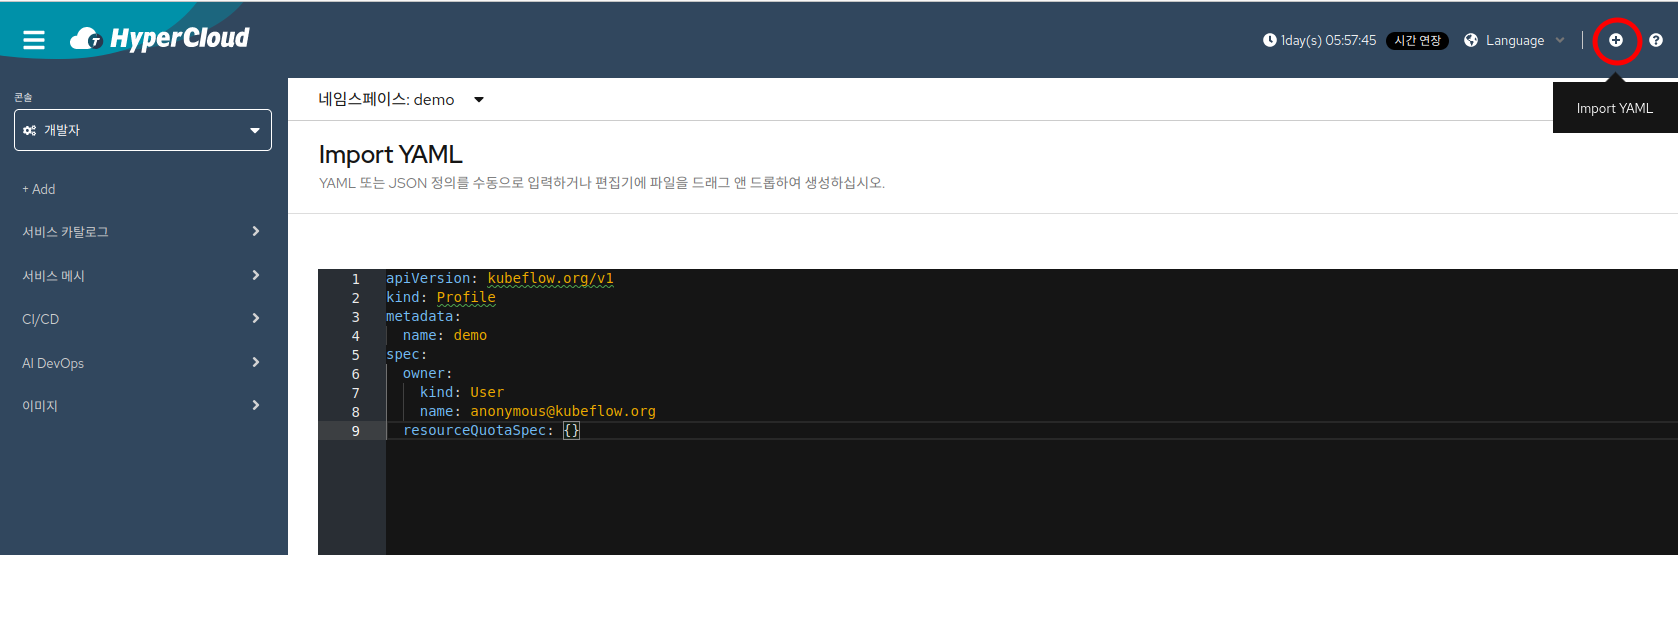 HyperCloud
1day(s) 05:57:45 시간 연장 Language
Import YAML
콘솔
개발자
+ Add
서비스 카탈로그
서비스 메시
CI/CD
AI DevOps
이미지
네임스페이스: demo
Import YAML
YAML 또는 JSON 정의를 수동으로 입력하거나 편집기에 파일을 드래그 앤 드롭하여 생성하십시오.
1 apiVersion: kubeflow.org/v1
2 kind: Profile
3 metadata:
4 name: demo
5 spec:
6 owner:
7 kind: User
8 name: anonymous@kubeflow.org
9 resourceQuotaSpec: {}